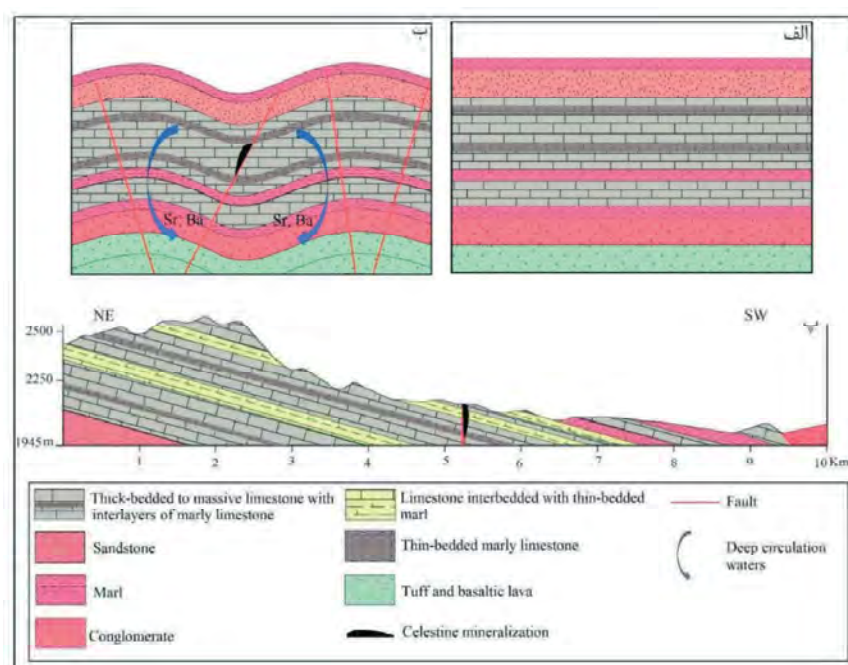 ب
الف
Sr, Ba
Sr, Ba
NE
SW
پ
2500
2250
1945 m
1
2
3
4
5
6
7
8
9
10 Km
Thick-bedded to massive limestone with
interlayers of marly limestone
Sandstone
Marl
Conglomerate
Limestone interbedded with thin-bedded
marl
Thin-bedded marly limestone
Tuff and basaltic lava
Celestine mineralization
Fault
Deep circulation
waters